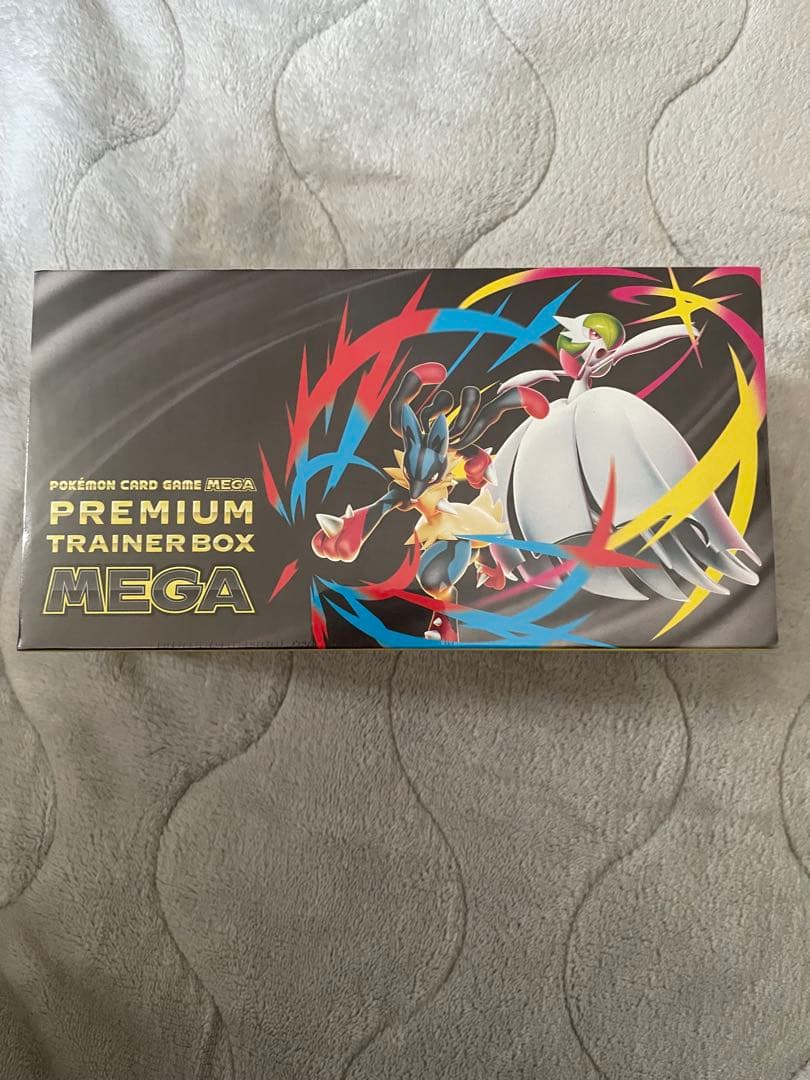 POKÉMON CARD GAME MEGA
PREMIUM
TRAINER BOX
MEGA